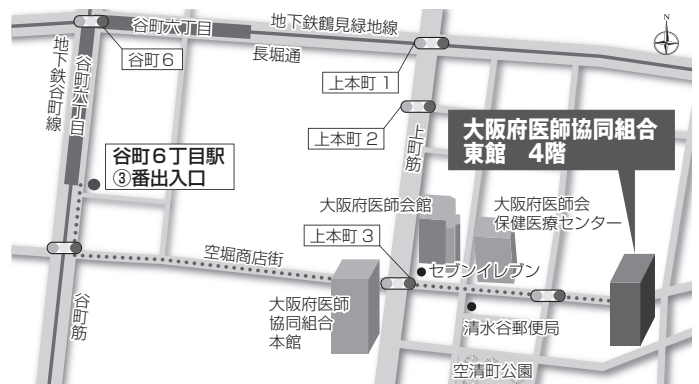 N
谷町六丁目
地下鉄鶴見緑地線
谷町6
長堀通
上本町1
地下鉄谷町線
谷町六丁目
上本町2
上町筋
大阪府医師協同組合
東館 4階
谷町6丁目駅
③番出入口
大阪府医師会館
大阪府医師会
保健医療センター
上本町3
空堀商店街
セブンイレブン
谷町筋
大阪府医師
協同組合
本館
清水谷郵便局
空清町公園